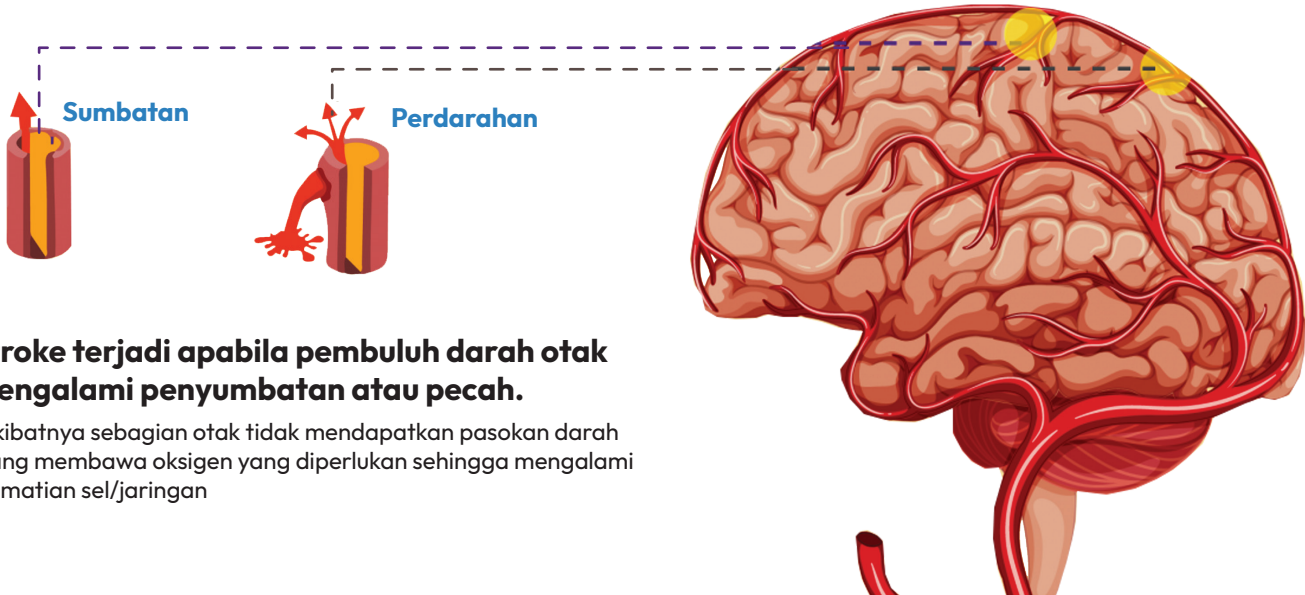 Sumbatan
Perdarahan
roke terjadi apabila pembuluh darah otak
engalami penyumbatan atau pecah.
kibatnya sebagian otak tidak mendapatkan pasokan darah
ang membawa oksigen yang diperlukan sehingga mengalami
matian sel/jaringan